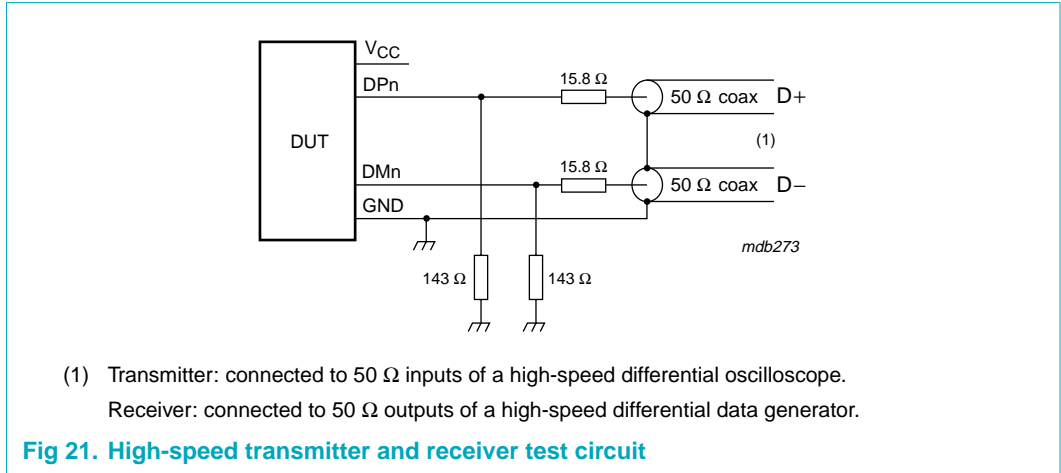 VCC
DPn
15.8 Ω
50 Ω coax D+
DUT
(1)
DMn
15.8 Ω
50 Ω coax D−
GND
mdb273
143 Ω
143 Ω
(1) Transmitter: connected to 50 Ω inputs of a high-speed differential oscilloscope.
Receiver: connected to 50 Ω outputs of a high-speed differential data generator.
Fig 21. High-speed transmitter and receiver test circuit